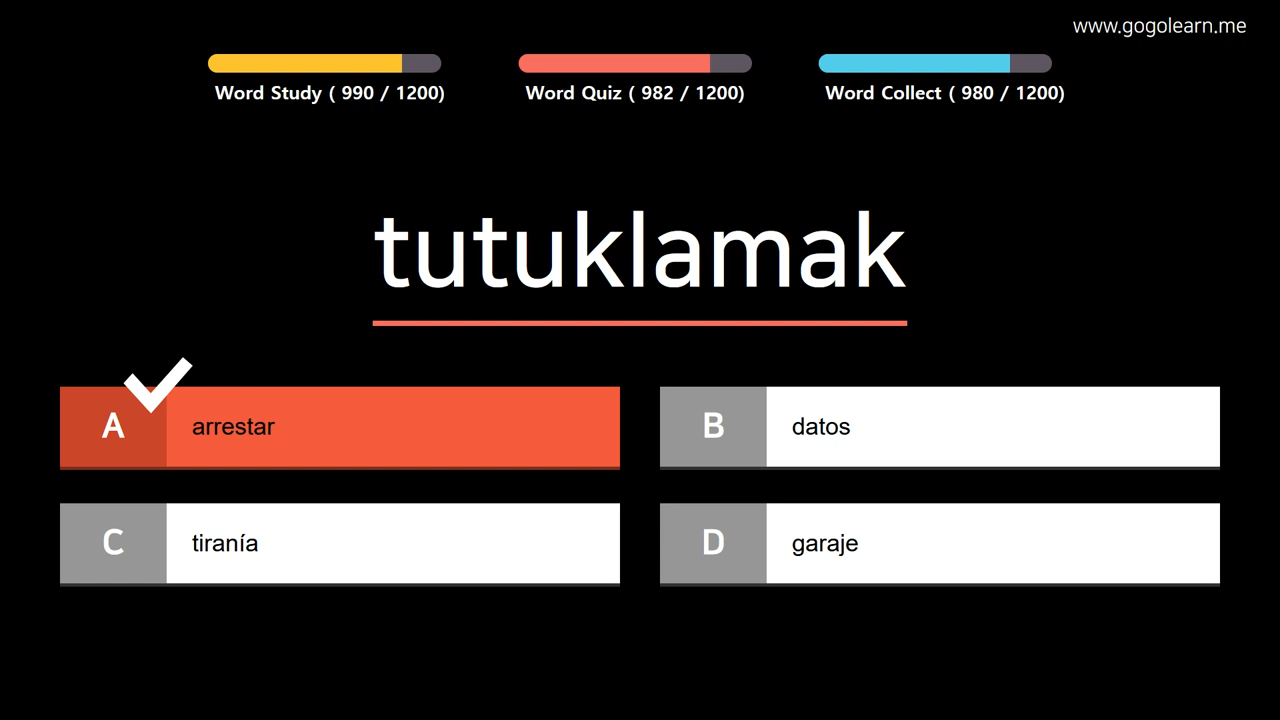 www.gogolearn.me
Word Study ( 990 / 1200)
Word Quiz ( 982 / 1200)
Word Collect ( 980 / 1200)
tutuklamak
A arrestar
B datos
C tiranía
D garaje